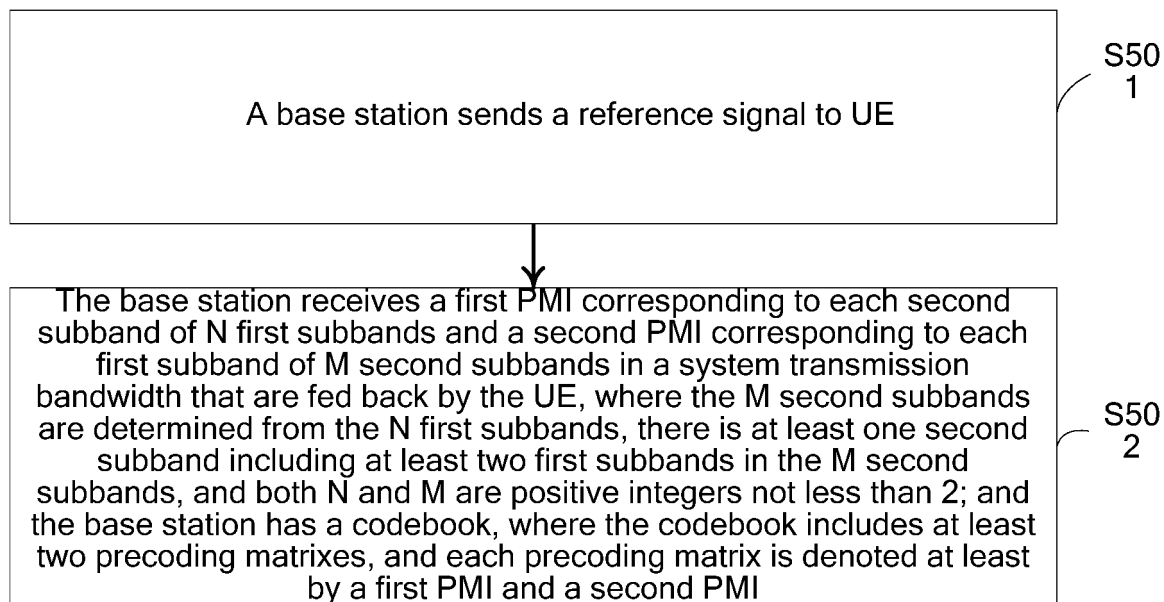 A base station sends a reference signal to UE
S50
1
The base station receives a first PMI corresponding to each second
subband of N first subbands and a second PMI corresponding to each
first subband of M second subbands in a system transmission
bandwidth that are fed back by the UE, where the M second subbands
are determined from the N first subbands, there is at least one second
subband including at least two first subbands in the M second
subbands, and both N and M are positive integers not less than 2; and
the base station has a codebook, where the codebook includes at least
two precoding matrixes, and each precoding matrix is denoted at least
by a first PMI and a second PMI
S50
2